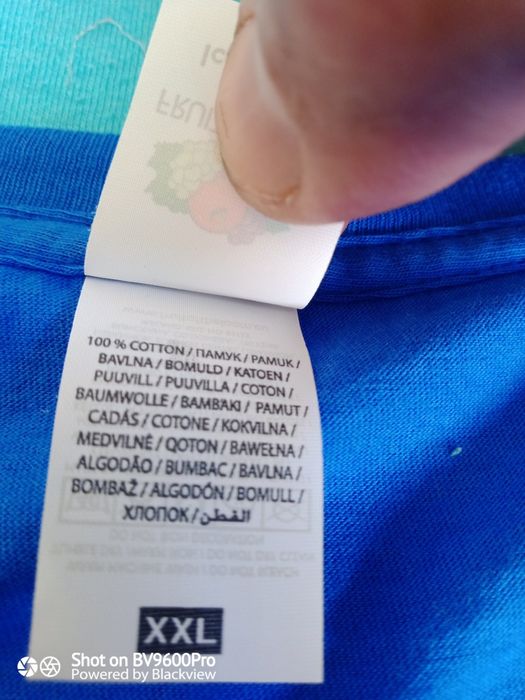 100 % COTTON / ПАМУК / PAMUK /
BAVLNA / BOMULD / KATOEN /
PUUVILL / PUUVILLA / COTON /
BAUMWOLLE / BAMBAKI / PAMUT /
CADÁS / COTONE / KOKVILNA /
MEDVILNĖ / QOTON / BAWEŁNA /
ALGODÃO / BUMBAC / BAVLNA /
BOMBAŽ / ALGODÓN / BOMULL /
ХЛОПОК / القطن
XXL
Shot on BV9600Pro
Powered by Blackview